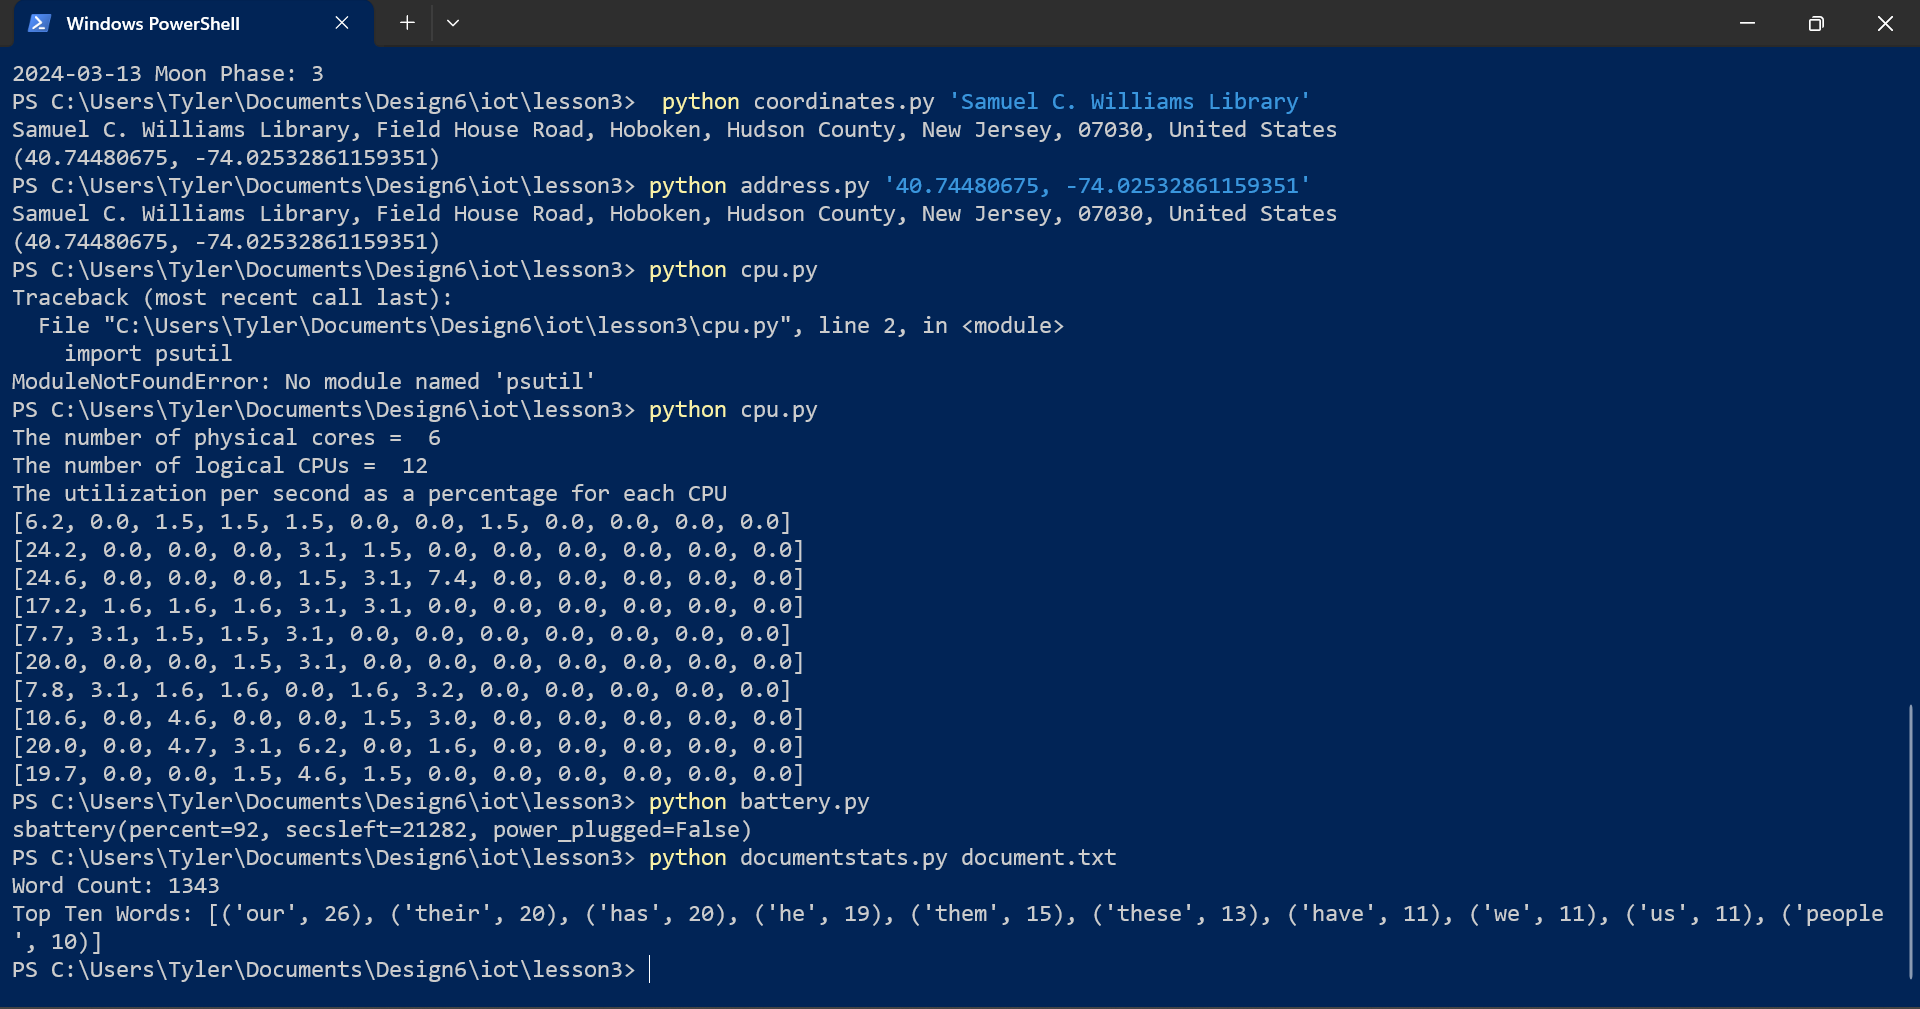 Windows PowerShell
2024-03-13 Moon Phase: 3
PS C:\Users\Tyler\Documents\Design6\iot\lesson3>  python coordinates.py 'Samuel C. Williams Library'
Samuel C. Williams Library, Field House Road, Hoboken, Hudson County, New Jersey, 07030, United States
(40.74480675, -74.02532861159351)
PS C:\Users\Tyler\Documents\Design6\iot\lesson3> python address.py '40.74480675, -74.02532861159351'
Samuel C. Williams Library, Field House Road, Hoboken, Hudson County, New Jersey, 07030, United States
(40.74480675, -74.02532861159351)
PS C:\Users\Tyler\Documents\Design6\iot\lesson3> python cpu.py
Traceback (most recent call last):
  File "C:\Users\Tyler\Documents\Design6\iot\lesson3\cpu.py", line 2, in <module>
    import psutil
ModuleNotFoundError: No module named 'psutil'
PS C:\Users\Tyler\Documents\Design6\iot\lesson3> python cpu.py
The number of physical cores =  6
The number of logical CPUs =  12
The utilization per second as a percentage for each CPU
[6.2, 0.0, 1.5, 1.5, 1.5, 0.0, 0.0, 1.5, 0.0, 0.0, 0.0, 0.0]
[24.2, 0.0, 0.0, 0.0, 3.1, 1.5, 0.0, 0.0, 0.0, 0.0, 0.0, 0.0]
[24.6, 0.0, 0.0, 0.0, 1.5, 3.1, 7.4, 0.0, 0.0, 0.0, 0.0, 0.0]
[17.2, 1.6, 1.6, 1.6, 3.1, 3.1, 0.0, 0.0, 0.0, 0.0, 0.0, 0.0]
[7.7, 3.1, 1.5, 1.5, 3.1, 0.0, 0.0, 0.0, 0.0, 0.0, 0.0, 0.0]
[20.0, 0.0, 0.0, 1.5, 3.1, 0.0, 0.0, 0.0, 0.0, 0.0, 0.0, 0.0]
[7.8, 3.1, 1.6, 1.6, 0.0, 1.6, 3.2, 0.0, 0.0, 0.0, 0.0, 0.0]
[10.6, 0.0, 4.6, 0.0, 0.0, 1.5, 3.0, 0.0, 0.0, 0.0, 0.0, 0.0]
[20.0, 0.0, 4.7, 3.1, 6.2, 0.0, 1.6, 0.0, 0.0, 0.0, 0.0, 0.0]
[19.7, 0.0, 0.0, 1.5, 4.6, 1.5, 0.0, 0.0, 0.0, 0.0, 0.0, 0.0]
PS C:\Users\Tyler\Documents\Design6\iot\lesson3> python battery.py
sbattery(percent=92, secsleft=21282, power_plugged=False)
PS C:\Users\Tyler\Documents\Design6\iot\lesson3> python documentstats.py document.txt
Word Count: 1343
Top Ten Words: [('our', 26), ('their', 20), ('has', 20), ('he', 19), ('them', 15), ('these', 13), ('have', 11), ('we', 11), ('us', 11), ('people
', 10)]
PS C:\Users\Tyler\Documents\Design6\iot\lesson3>